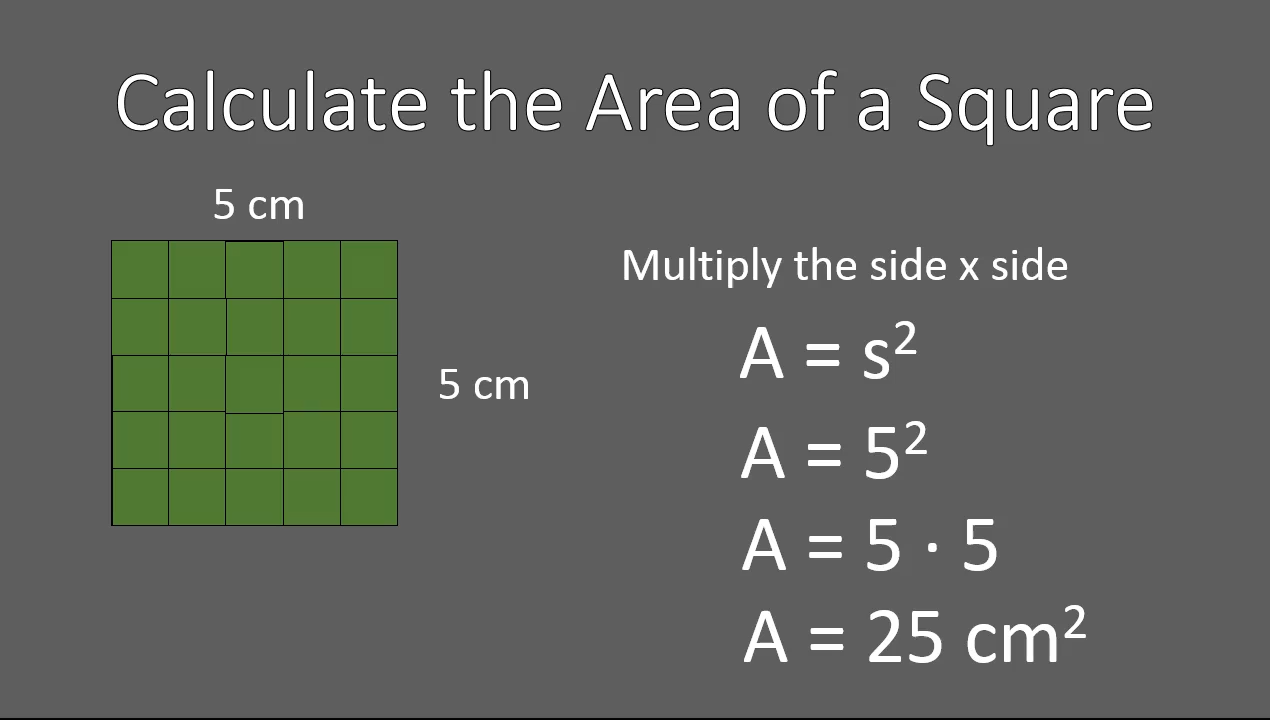 Calculate the Area of a Square
5 cm
5 cm
Multiply the side x side
A = s²
A = 5²
A = 5 · 5
A = 25 cm²